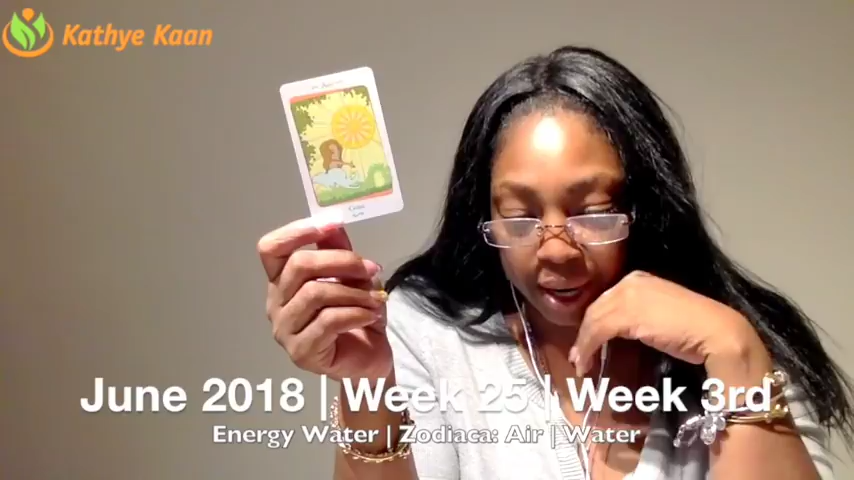 Kathye Kaan
June 2018 | Week 25 | Week 3rd
Energy Water | Zodiaca: Air | Water